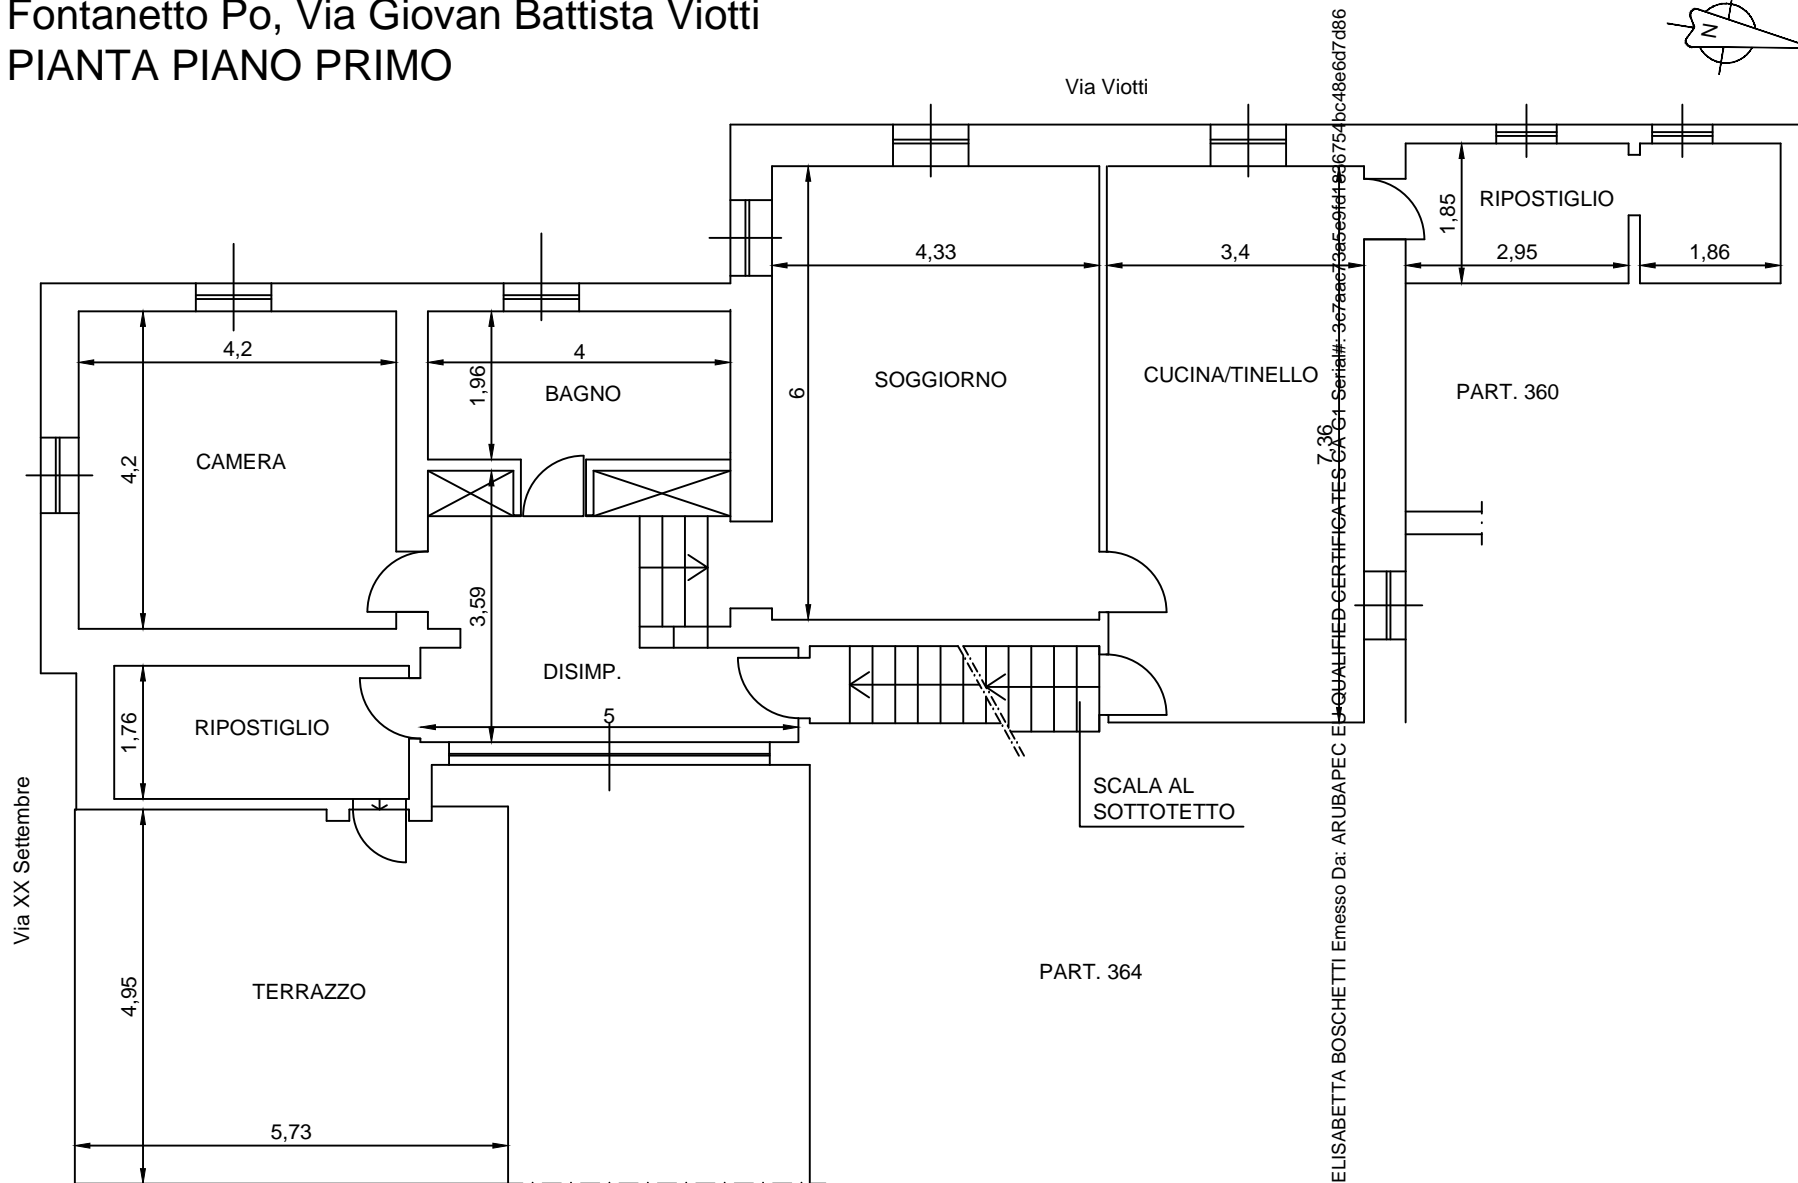 Fontanetto Po, Via Giovan Battista Viotti
PIANTA PIANO PRIMO
N
Via Viotti
RIPOSTIGLIO
1,85
2,95
1,86
4,33
3,4
4,2
4
1,96
BAGNO
6
SOGGIORNO
CUCINA/TINELLO
7,36
PART. 360
CAMERA
4,2
3,59
DISIMP.
5
RIPOSTIGLIO
1,76
SCALA AL
SOTTOTETTO
Via XX Settembre
TERRAZZO
4,95
5,73
PART. 364
ELISABETTA BOSCHETTI Emesso Da: ARUBAPEC EU QUALIFIED CERTIFICATES CA G1 Serial#: 3c7aac73a5e9fd1836754bc48e6d7d86